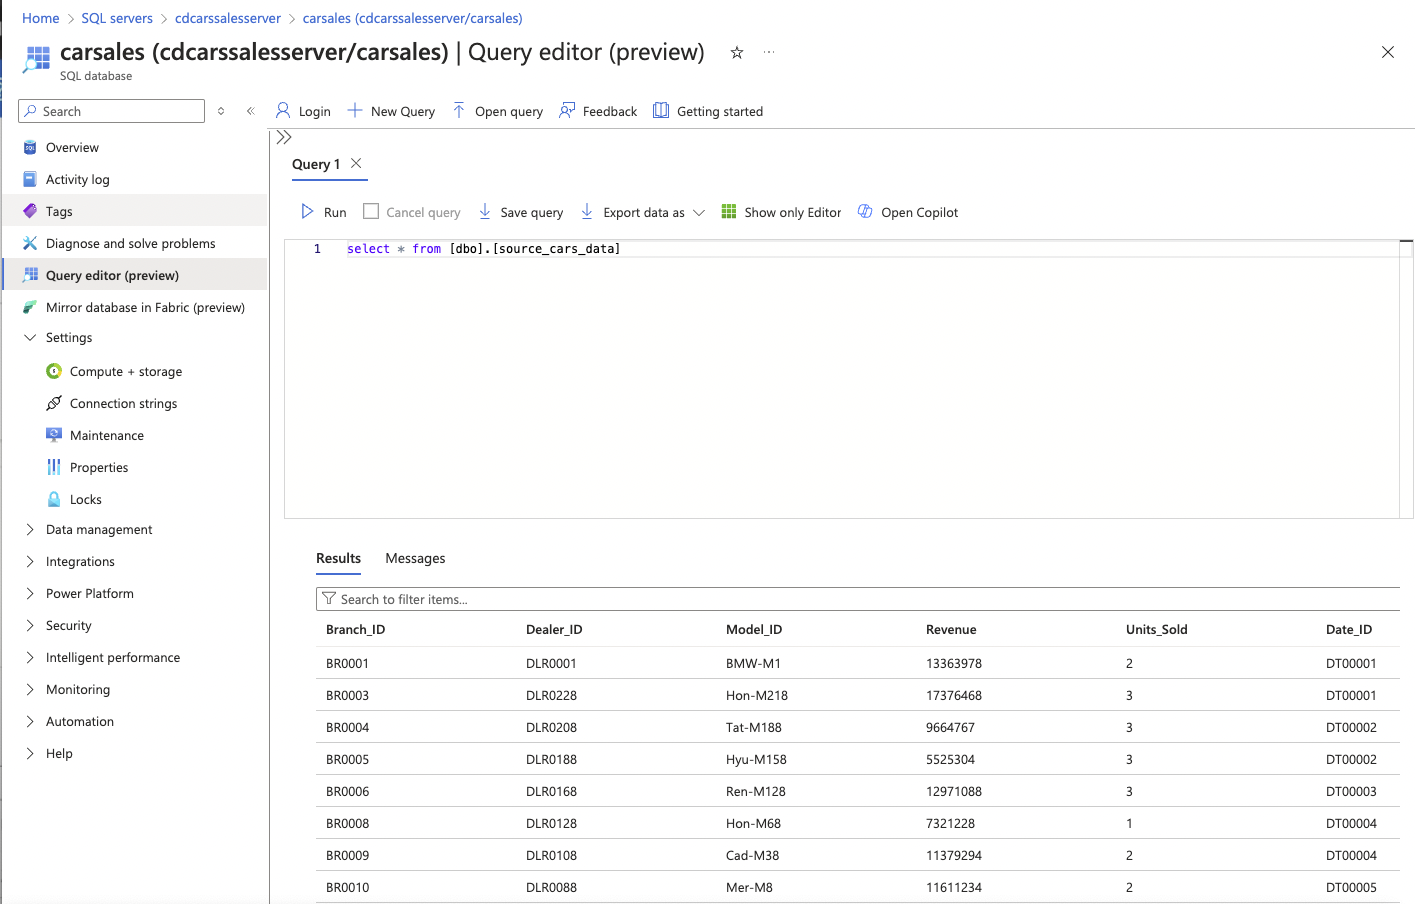 Home > SQL servers > cdcarssalesserver > carsales (cdcarssalesserver/carsales)
carsales (cdcarssalesserver/carsales) | Query editor (preview)
SQL database
Search
Login
New Query
Open query
Feedback
Getting started
Overview
Activity log
Tags
Diagnose and solve problems
Query editor (preview)
Mirror database in Fabric (preview)
Settings
Compute + storage
Connection strings
Maintenance
Properties
Locks
Data management
Integrations
Power Platform
Security
Intelligent performance
Monitoring
Automation
Help
Query 1
Run
Cancel query
Save query
Export data as
Show only Editor
Open Copilot
1 select * from [dbo].[source_cars_data]
Results Messages
Search to filter items...
Branch_ID Dealer_ID Model_ID Revenue Units_Sold Date_ID
BR0001 DLR0001 BMW-M1 13363978 2 DT00001
BR0003 DLR0228 Hon-M218 17376468 3 DT00001
BR0004 DLR0208 Tat-M188 9664767 3 DT00002
BR0005 DLR0188 Hyu-M158 5525304 3 DT00002
BR0006 DLR0168 Ren-M128 12971088 3 DT00003
BR0008 DLR0128 Hon-M68 7321228 1 DT00004
BR0009 DLR0108 Cad-M38 11379294 2 DT00004
BR0010 DLR0088 Mer-M8 11611234 2 DT00005